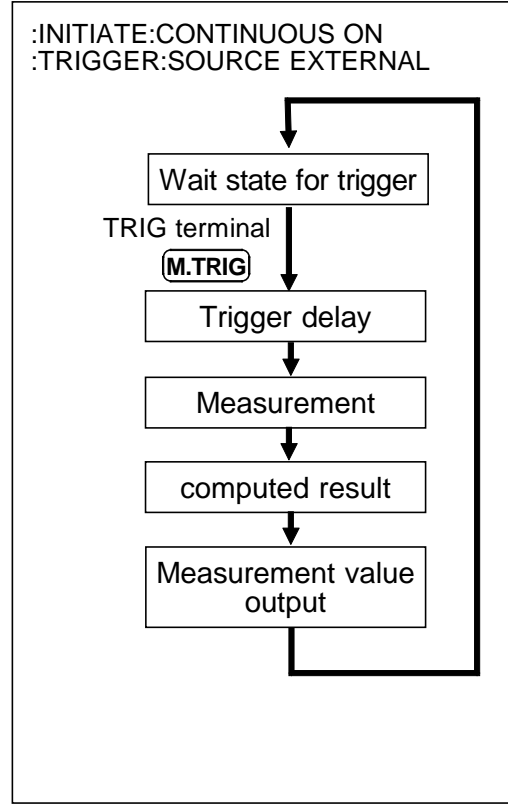 :INITIATE:CONTINUOUS ON
:TRIGGER:SOURCE EXTERNAL
Wait state for trigger
TRIG terminal
M.TRIG
Trigger delay
Measurement
computed result
Measurement value
output